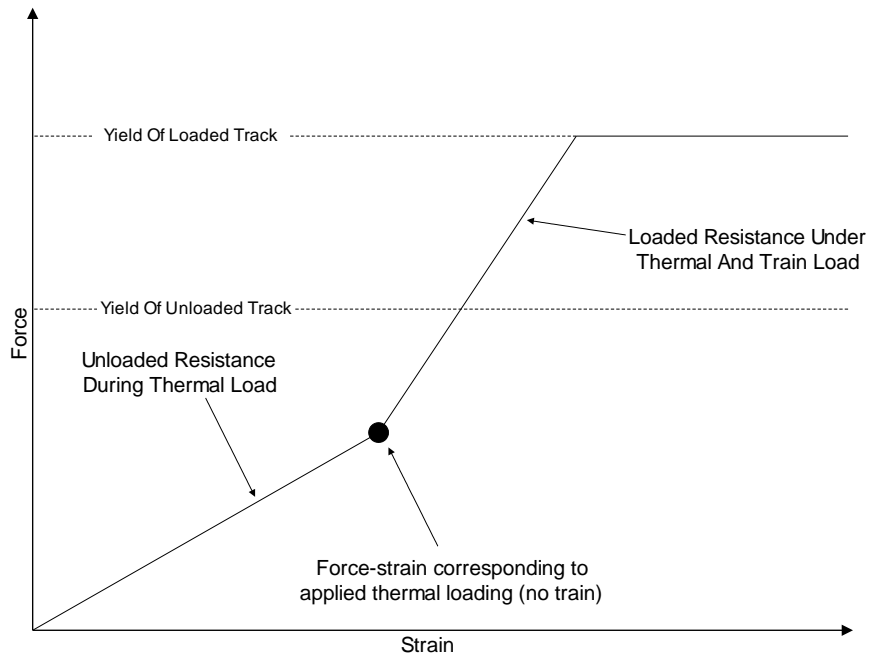 Yield Of Loaded Track
Loaded Resistance Under
Thermal And Train Load
Yield Of Unloaded Track
Force
Unloaded Resistance
During Thermal Load
Force-strain corresponding to
applied thermal loading (no train)
Strain